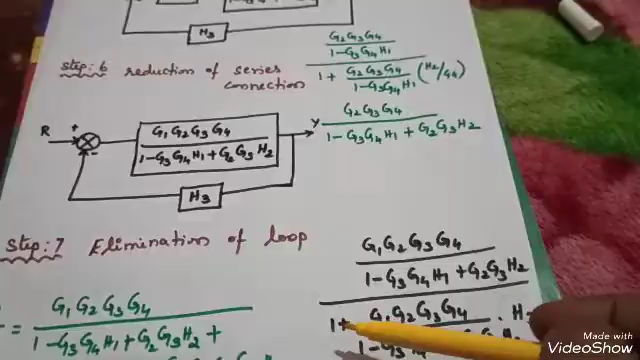 H₃
G₂G₃G₄
1-G₃G₄H₁
1 + G₂G₃G₄ (H₂/G₄)
1-G₃G₄H₁
Step: 6 reduction of series connection
R + -
G₁G₂G₃G₄
1-G₃G₄H₁+G₂G₃H₂
Y
G₂G₃G₄
1-G₃G₄H₁ + G₂G₃H₂
H₃
Step: 7 Elimination of loop
G₁G₂G₃G₄
1-G₃G₄H₁ + G₂G₃H₂
1+ G₁G₂G₃G₄ . H
1-G₃G₄
= G₁G₂G₃G₄
1-G₃G₄H₁+G₂G₃H₂ +
Made with
VideoShow